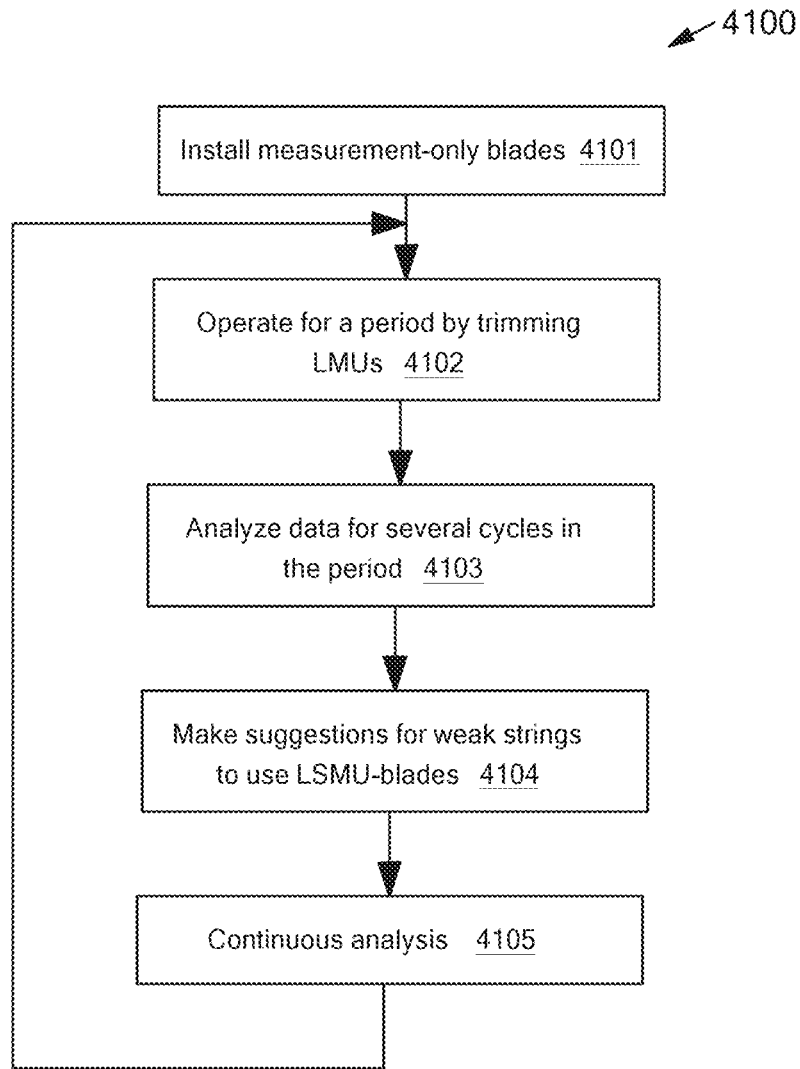 4100
Install measurement-only blades 4101
Operate for a period by trimming
LMUs 4102
Analyze data for several cycles in
the period 4103
Make suggestions for weak strings
to use LSMU-blades 4104
Continuous analysis 4105